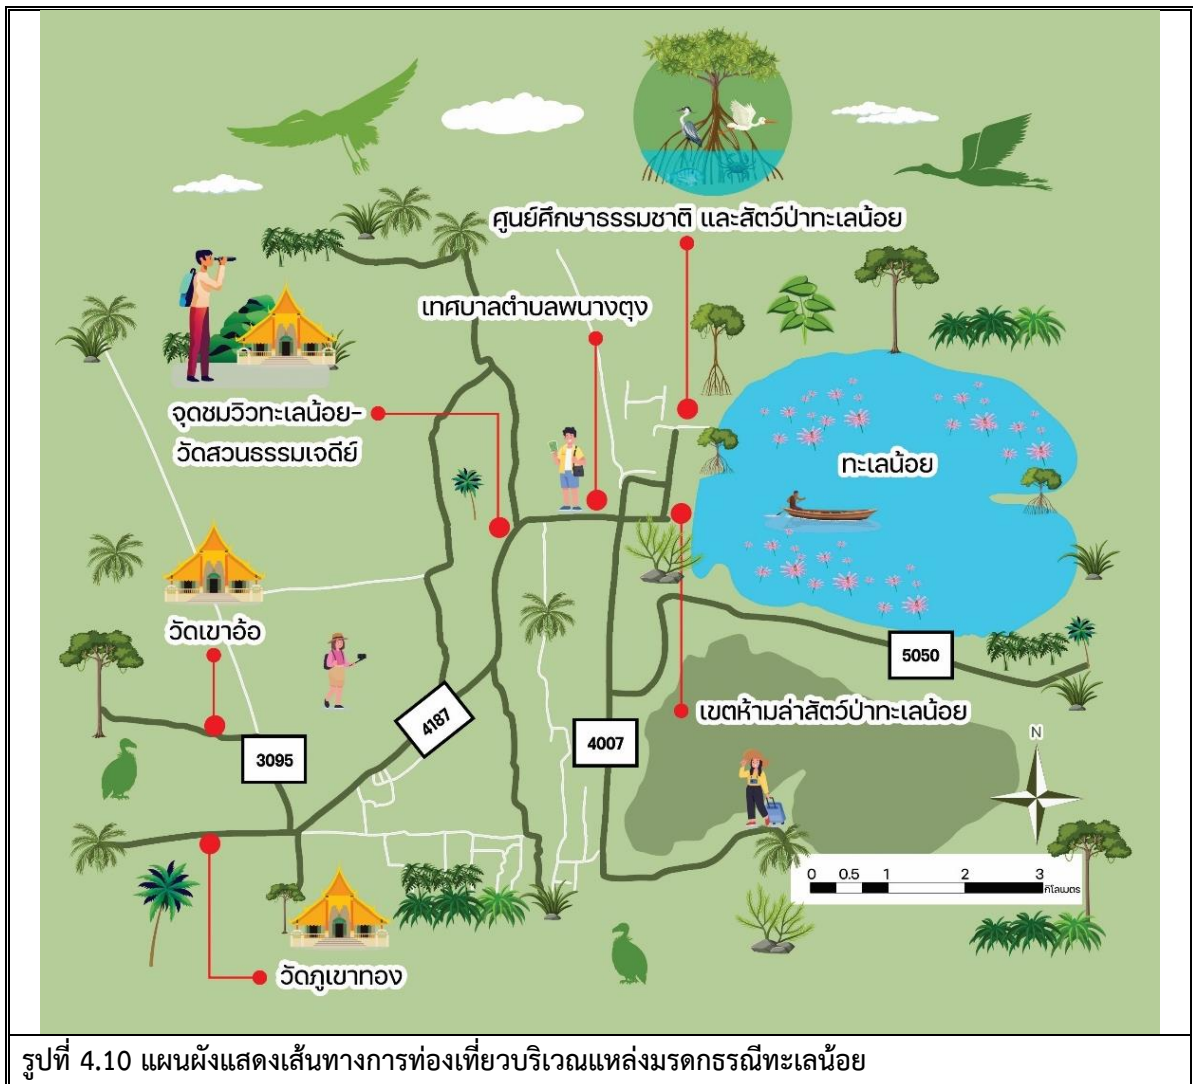 ศูนย์ศึกษาธรรมชาติ และสัตว์ป่าทะเลน้อย
เทศบาลตำบลพนางตุง
จุดชมวิวทะเลน้อย-
วัดสวนธรรมเจดีย์
ทะเลน้อย
วัดเขาอ้อ
5050
4187
เขตห้ามล่าสัตว์ป่าทะเลน้อย
4007
3095
N
0 0.5 1 2 3
กิโลเมตร
วัดภูเขาทอง
รูปที่ 4.10 แผนผังแสดงเส้นทางการท่องเที่ยวบริเวณแหล่งมรดกธรณีทะเลน้อย